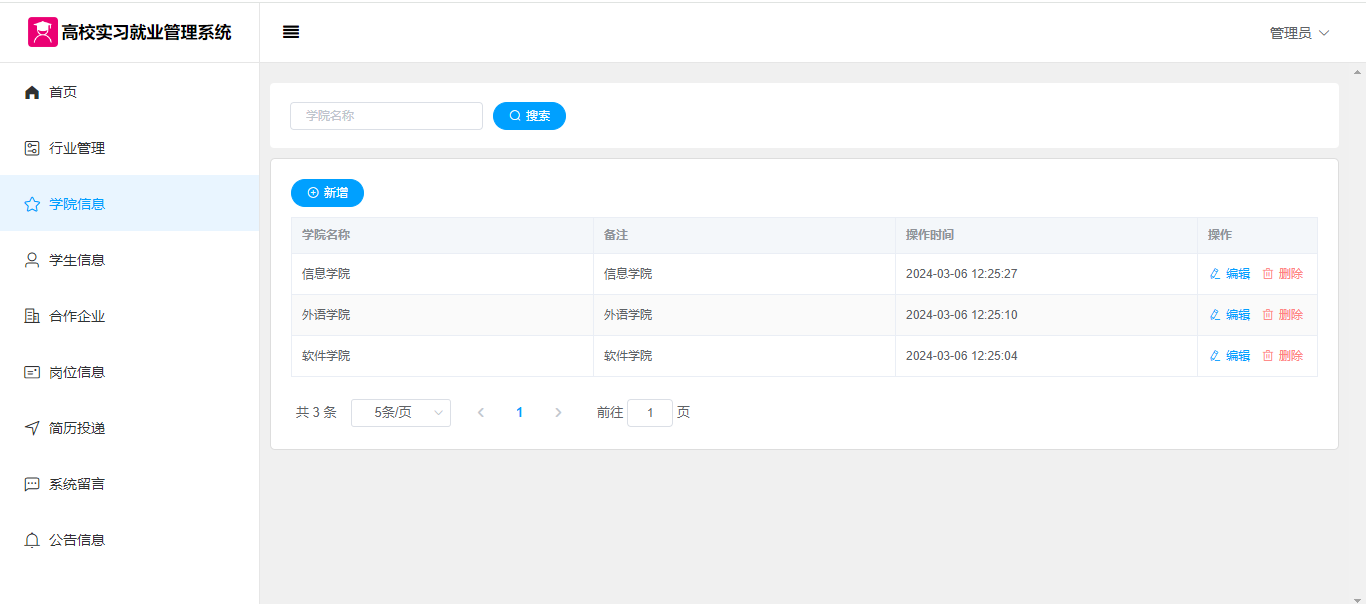 高校实习就业管理系统
管理员
首页
行业管理
学院信息
学生信息
合作企业
岗位信息
简历投递
系统留言
公告信息
学院名称 搜索
新增
学院名称 备注 操作时间 操作
信息学院 信息学院 2024-03-06 12:25:27 编辑 删除
外语学院 外语学院 2024-03-06 12:25:10 编辑 删除
软件学院 软件学院 2024-03-06 12:25:04 编辑 删除
共 3 条 5条/页 1 前往 1 页